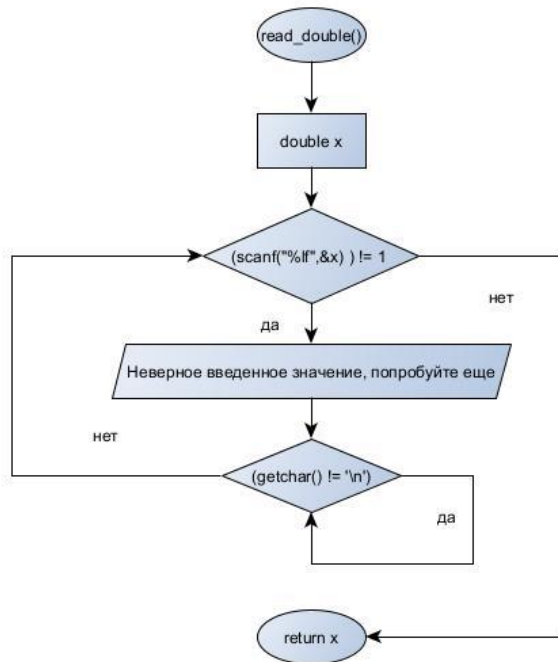 read_double()
double x
(scanf("%lf",&x) ) != 1
нет
да
Неверное введенное значение, попробуйте еще
нет
(getchar() != '\n')
да
return x